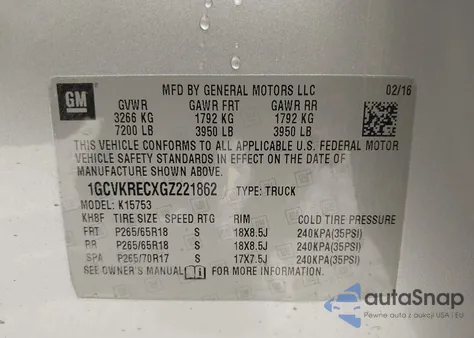 GM
MFD BY GENERAL MOTORS LLC 02/16
GVWR GAWR FRT GAWR RR
3266 KG 1792 KG 1792 KG
7200 LB 3950 LB 3950 LB
THIS VEHICLE CONFORMS TO ALL APPLICABLE U.S. FEDERAL MOTOR
VEHICLE SAFETY STANDARDS IN EFFECT ON THE DATE OF
MANUFACTURE SHOWN ABOVE.
1GCVKRECXGZ221862 TYPE: TRUCK
MODEL: K15753
KHBF TIRE SIZE SPEED RTG RIM COLD TIRE PRESSURE
FRT P265/65R18 S 18X8.5J 240KPA(35PSI)
RR P265/65R18 S 18X8.5J 240KPA(35PSI)
SPA P265/70R17 S 17X7.5J 240KPA(35PSI)
SEE OWNER'S MANUAL FOR MORE INFORMATION.
autoSnap
Pewne auta z aukcji USA i EU